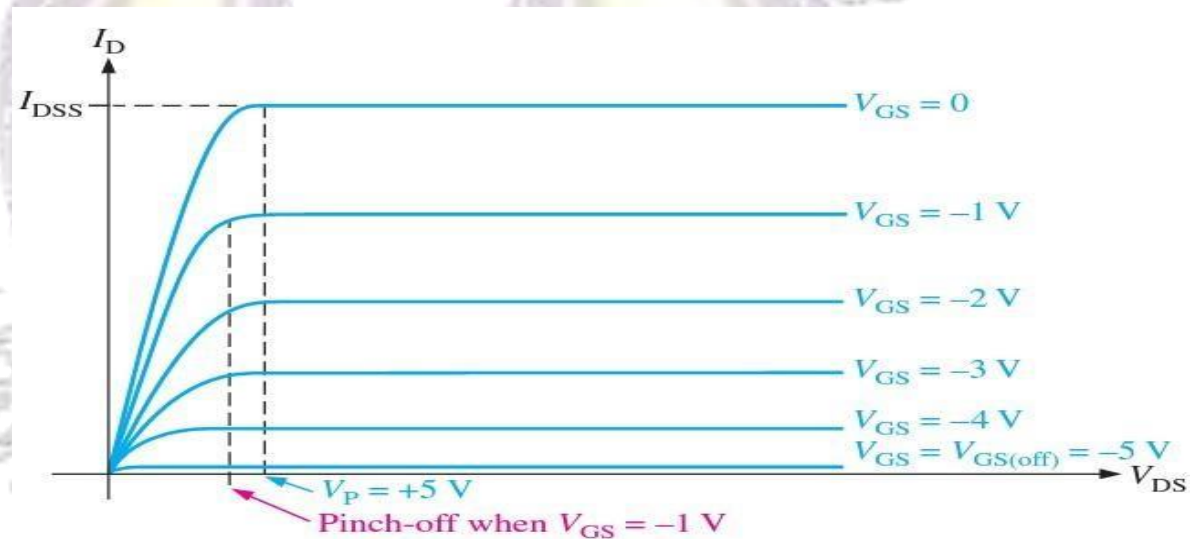 I_D
I_DSS
V_GS = 0
V_GS = –1 V
V_GS = –2 V
V_GS = –3 V
V_GS = –4 V
V_GS = V_GS(off) = –5 V
V_DS
V_P = +5 V
Pinch-off when V_GS = –1 V